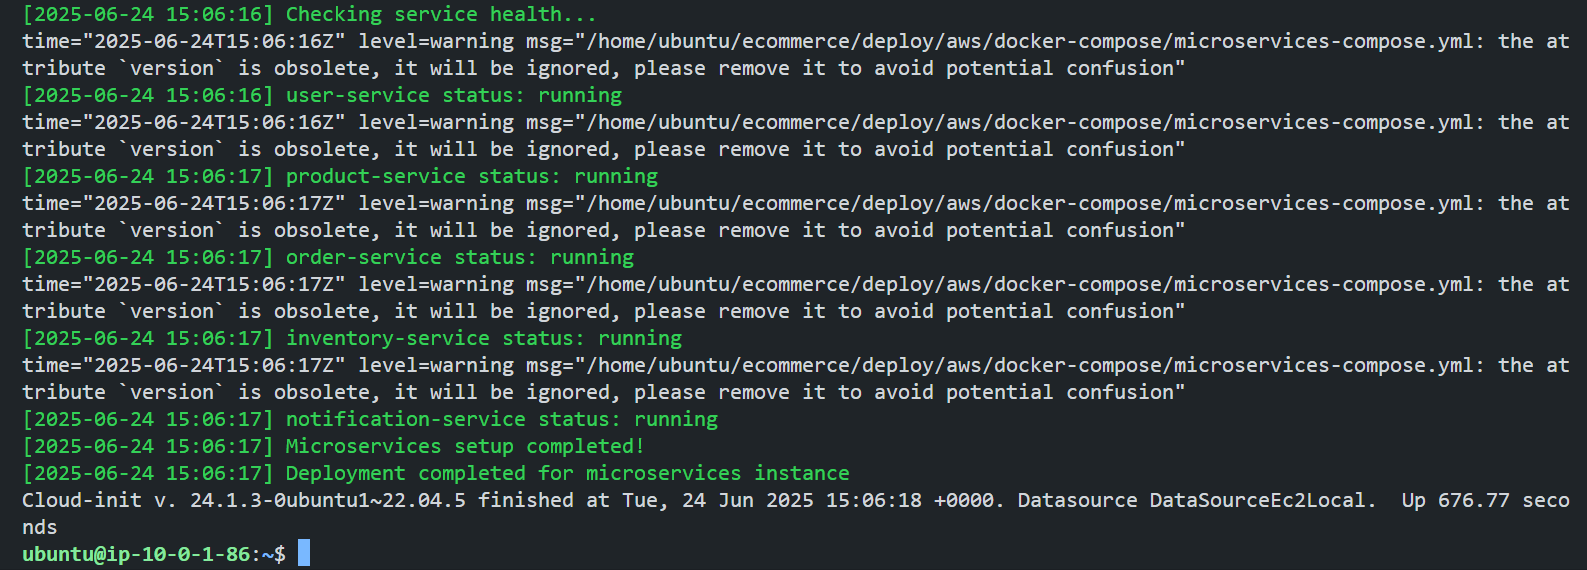 [2025-06-24 15:06:16] Checking service health...
time="2025-06-24T15:06:16Z" level=warning msg="/home/ubuntu/ecommerce/deploy/aws/docker-compose/microservices-compose.yml: the at
tribute `version` is obsolete, it will be ignored, please remove it to avoid potential confusion"
[2025-06-24 15:06:16] user-service status: running
time="2025-06-24T15:06:16Z" level=warning msg="/home/ubuntu/ecommerce/deploy/aws/docker-compose/microservices-compose.yml: the at
tribute `version` is obsolete, it will be ignored, please remove it to avoid potential confusion"
[2025-06-24 15:06:17] product-service status: running
time="2025-06-24T15:06:17Z" level=warning msg="/home/ubuntu/ecommerce/deploy/aws/docker-compose/microservices-compose.yml: the at
tribute `version` is obsolete, it will be ignored, please remove it to avoid potential confusion"
[2025-06-24 15:06:17] order-service status: running
time="2025-06-24T15:06:17Z" level=warning msg="/home/ubuntu/ecommerce/deploy/aws/docker-compose/microservices-compose.yml: the at
tribute `version` is obsolete, it will be ignored, please remove it to avoid potential confusion"
[2025-06-24 15:06:17] inventory-service status: running
time="2025-06-24T15:06:17Z" level=warning msg="/home/ubuntu/ecommerce/deploy/aws/docker-compose/microservices-compose.yml: the at
tribute `version` is obsolete, it will be ignored, please remove it to avoid potential confusion"
[2025-06-24 15:06:17] notification-service status: running
[2025-06-24 15:06:17] Microservices setup completed!
[2025-06-24 15:06:17] Deployment completed for microservices instance
Cloud-init v. 24.1.3-0ubuntu1~22.04.5 finished at Tue, 24 Jun 2025 15:06:18 +0000. Datasource DataSourceEc2Local.  Up 676.77 seco
nds
ubuntu@ip-10-0-1-86:~$